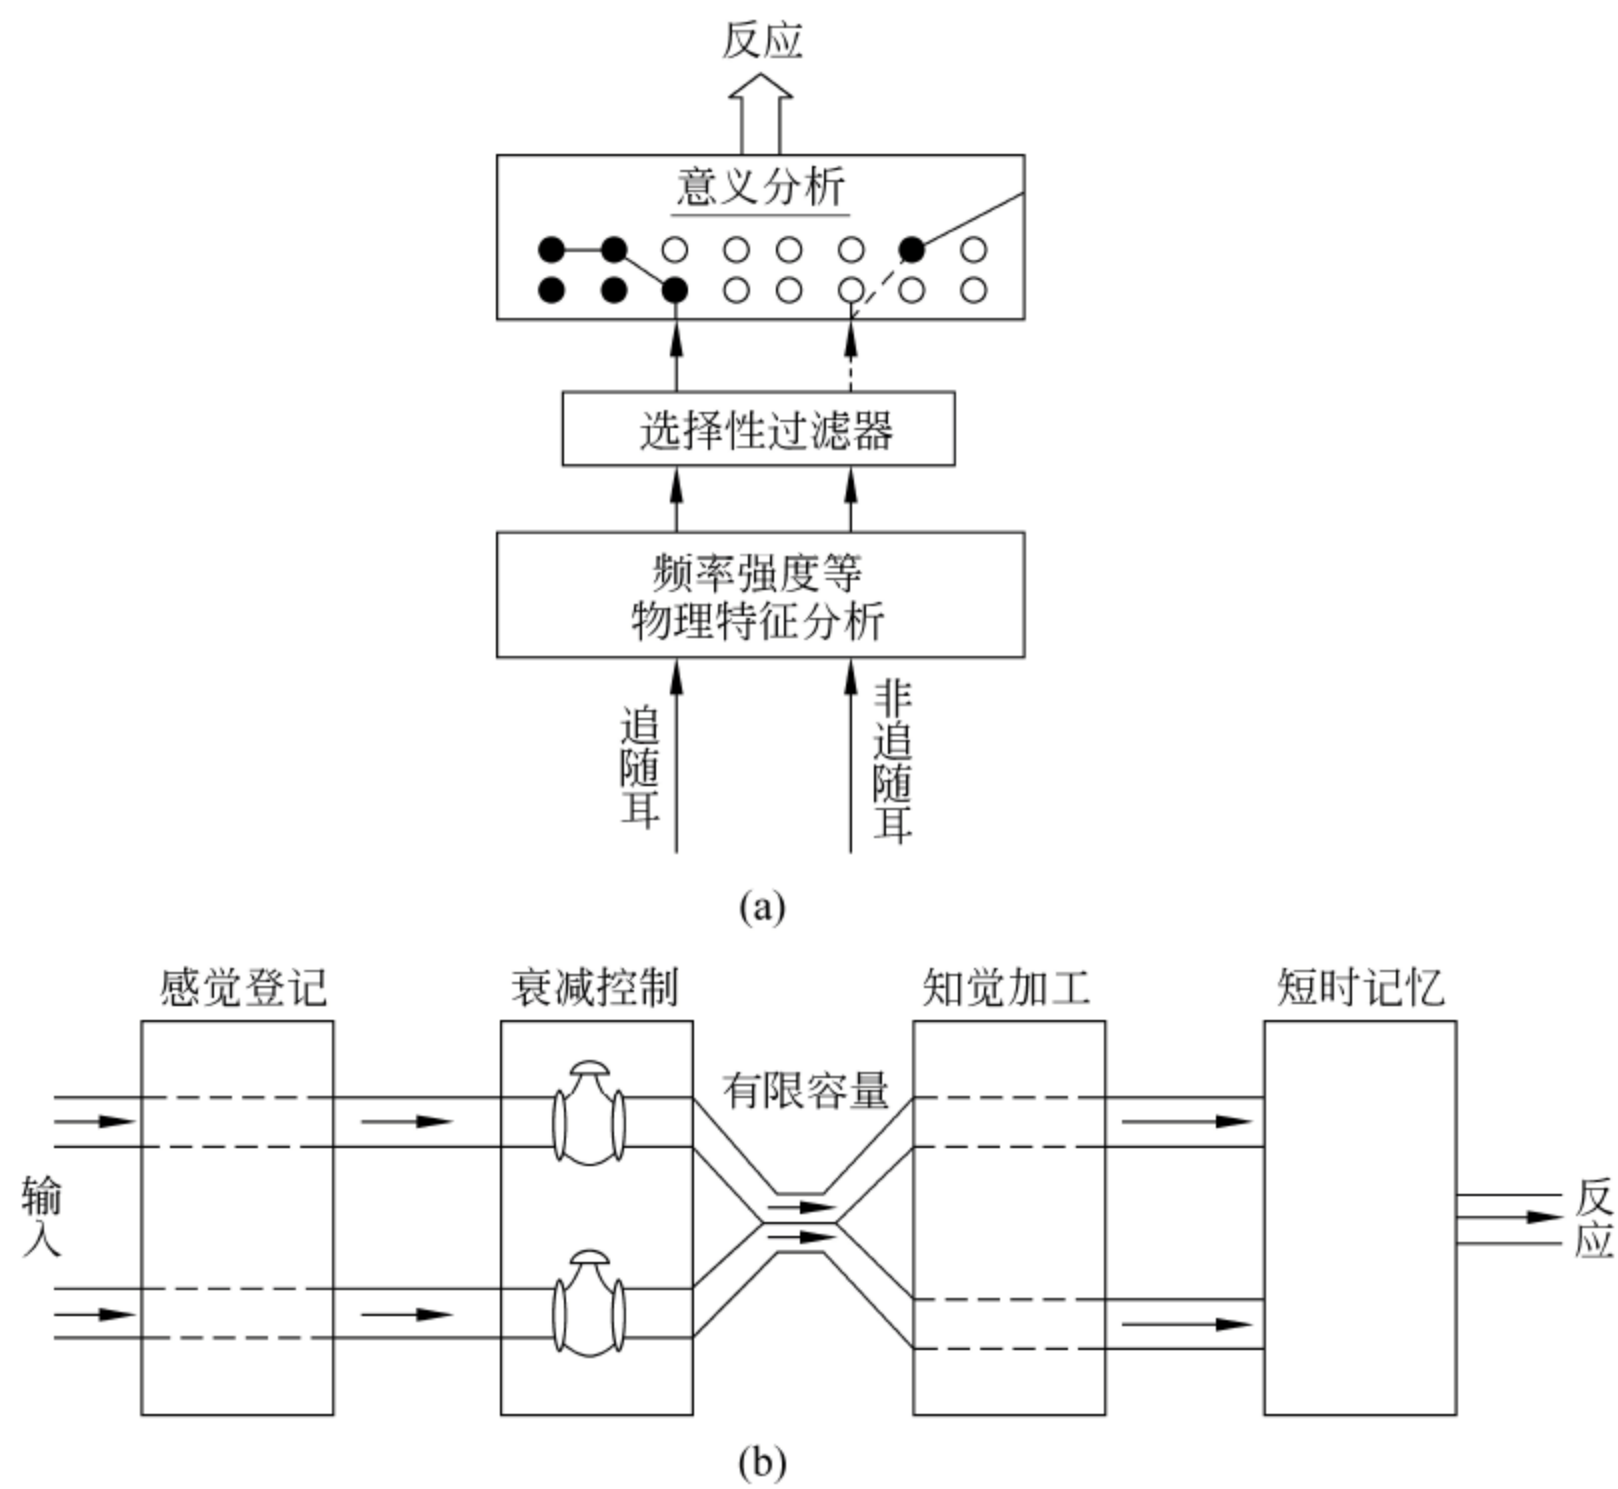 反应
意义分析
选择性过滤器
频率强度等
物理特征分析
追随耳
非追随耳
(a)
感觉登记
衰减控制
知觉加工
短时记忆
有限容量
输入
反应
(b)